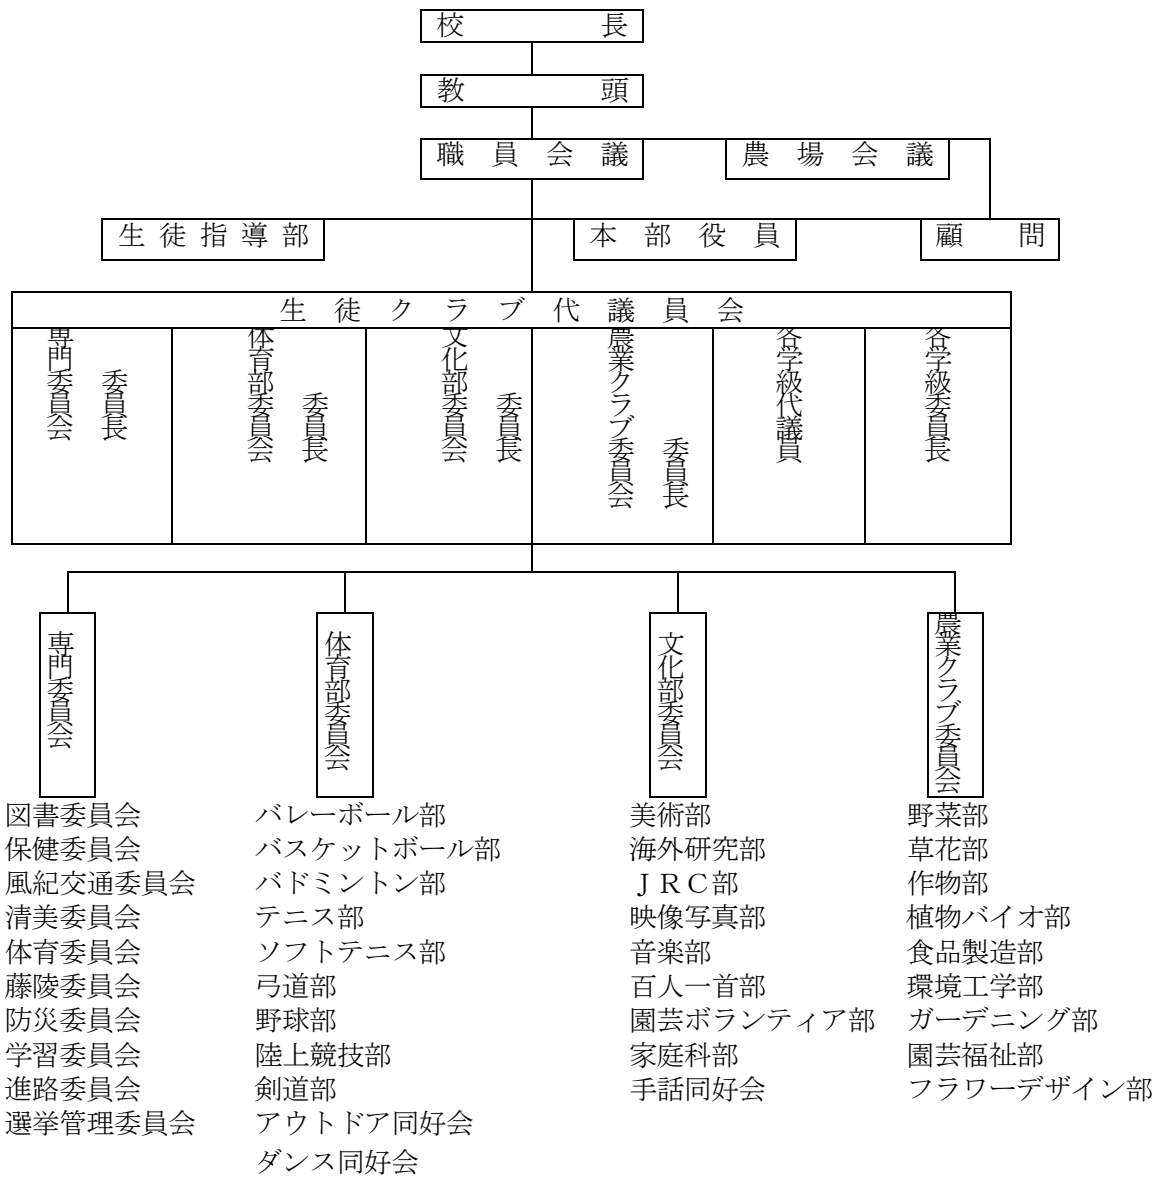 校長
教頭
職員会議
農場会議
生徒指導部
本部役員
顧問
生徒クラブ代議員会
専門委員会
委員長
体育部委員会
委員長
文化部委員会
委員長
農業クラブ委員会
委員長
各学級代議員
各学級委員長
専門委員会
体育部委員会
文化部委員会
農業クラブ委員会
図書委員会
保健委員会
風紀交通委員会
清美委員会
体育委員会
藤陵委員会
防災委員会
学習委員会
進路委員会
選挙管理委員会
バレーボール部
バスケットボール部
バドミントン部
テニス部
ソフトテニス部
弓道部
野球部
陸上競技部
剣道部
アウトドア同好会
ダンス同好会
美術部
海外研究部
ＪＲＣ部
映像写真部
音楽部
百人一首部
園芸ボランティア部
家庭科部
手話同好会
野菜部
草花部
作物部
植物バイオ部
食品製造部
環境工学部
ガーデニング部
園芸福祉部
フラワーデザイン部